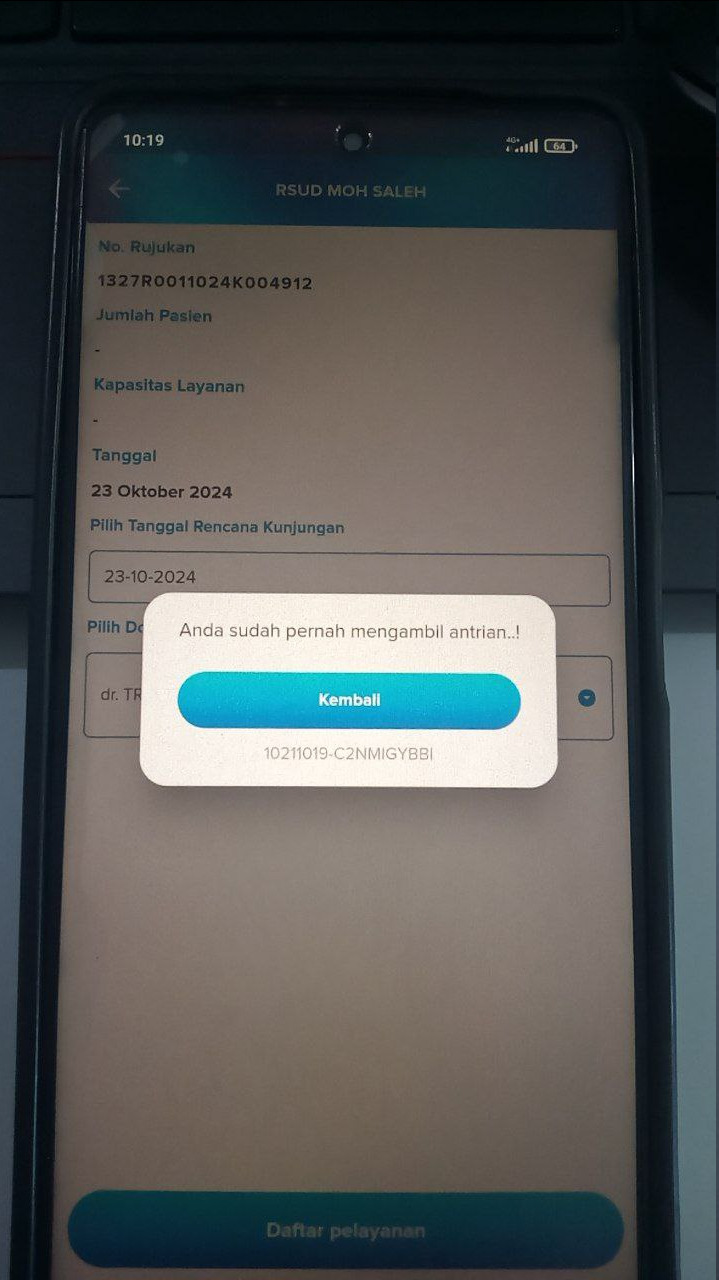 10:19
4G+
64
RSUD MOH SALEH
No. Rujukan
1327R0011024K004912
Jumlah Pasien
-
Kapasitas Layanan
-
Tanggal
23 Oktober 2024
Pilih Tanggal Rencana Kunjungan
23-10-2024
Pilih Do
dr. TR
Anda sudah pernah mengambil antrian..!
Kembali
10211019-C2NMIGYBBI
Daftar pelayanan